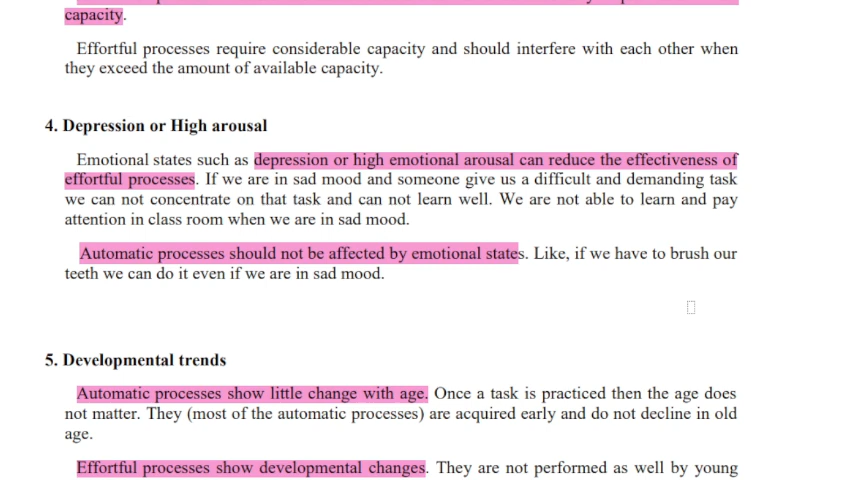 capacity.
Effortful processes require considerable capacity and should interfere with each other when
they exceed the amount of available capacity.
4. Depression or High arousal
Emotional states such as depression or high emotional arousal can reduce the effectiveness of
effortful processes. If we are in sad mood and someone give us a difficult and demanding task
we can not concentrate on that task and can not learn well. We are not able to learn and pay
attention in class room when we are in sad mood.
Automatic processes should not be affected by emotional states. Like, if we have to brush our
teeth we can do it even if we are in sad mood.
5. Developmental trends
Automatic processes show little change with age. Once a task is practiced then the age does
not matter. They (most of the automatic processes) are acquired early and do not decline in old
age.
Effortful processes show developmental changes. They are not performed as well by young